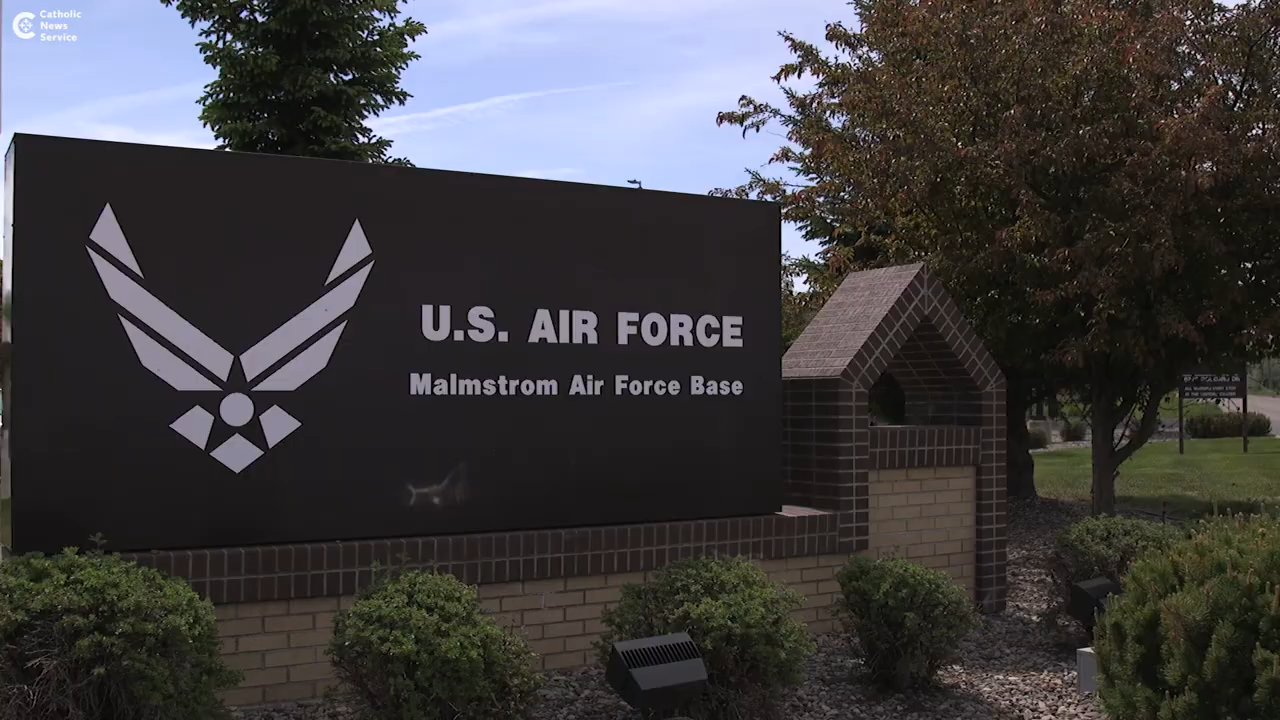 Catholic
News
Service
U.S. AIR FORCE
Malmstrom Air Force Base